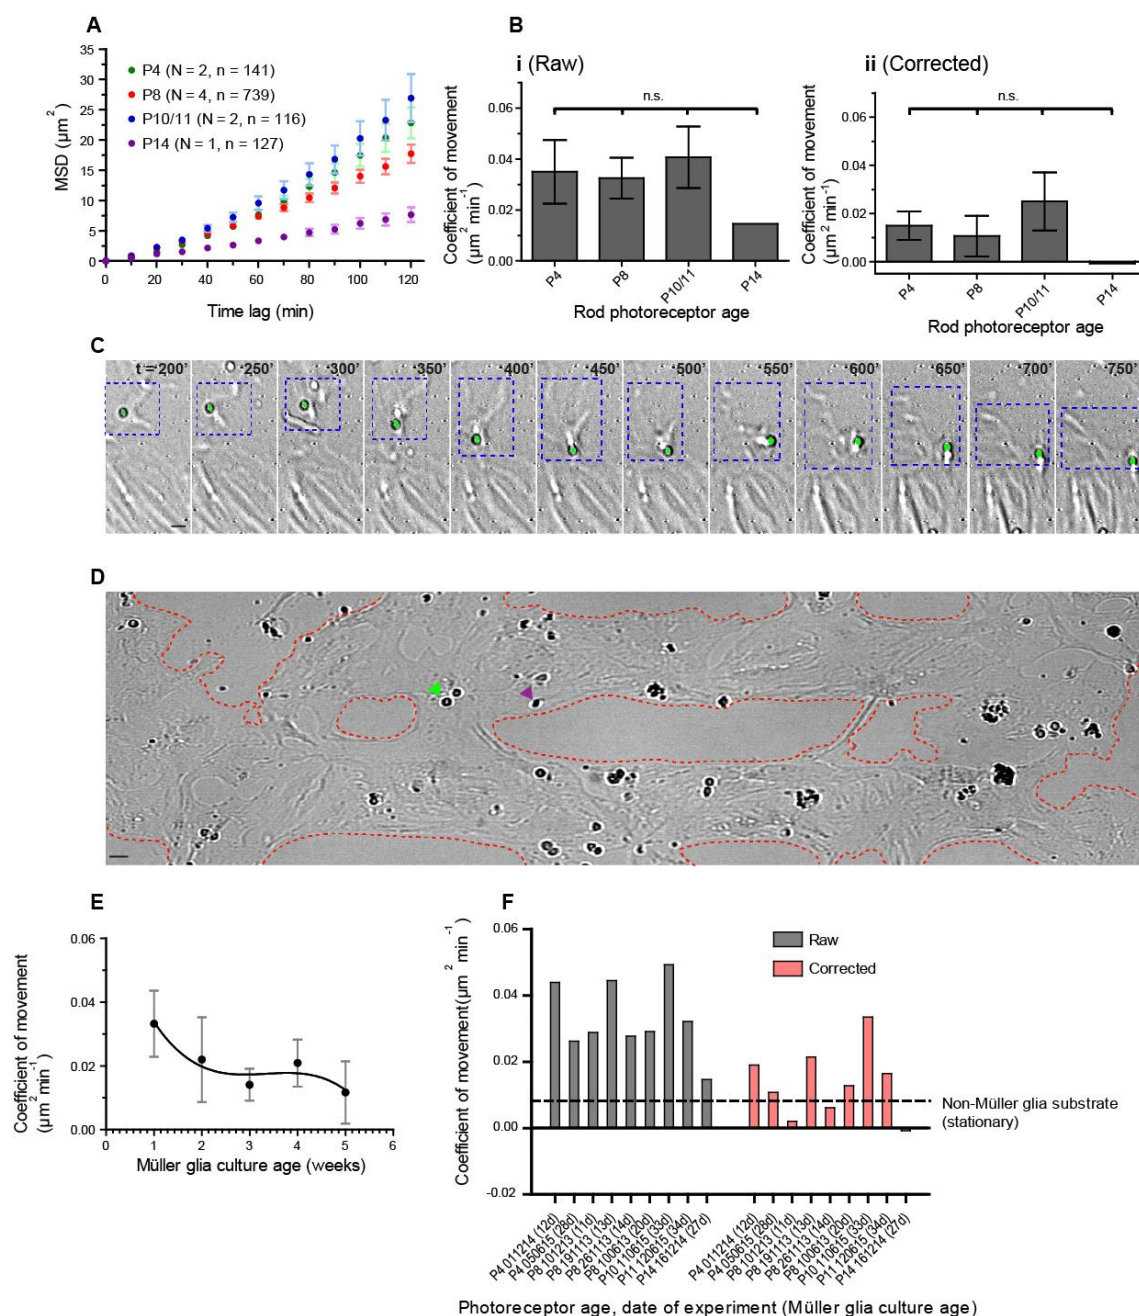 A
MSD (µm²)
35
30
25
20
15
10
5
0
P4 (N = 2, n = 141)
P8 (N = 4, n = 739)
P10/11 (N = 2, n = 116)
P14 (N = 1, n = 127)
0 20 40 60 80 100 120
Time lag (min)
B
i (Raw)
Coefficient of movement
(µm² min⁻¹)
0.06
0.04
0.02
0.00
n.s.
P4 P8 P10/11 P14
Rod photoreceptor age
ii (Corrected)
Coefficient of movement
(µm² min⁻¹)
0.06
0.04
0.02
0.00
n.s.
P4 P8 P10/11 P14
Rod photoreceptor age
C
t = 200' 250' 300' 350' 400' 450' 500' 550' 600' 650' 700' 750'
D
E
Coefficient of movement
(µm² min⁻¹)
0.06
0.04
0.02
0.00
0 1 2 3 4 5 6
Müller glia culture age (weeks)
F
Coefficient of movement(µm² min⁻¹)
0.06
0.04
0.02
0.00
-0.02
Raw
Corrected
Non-Müller glia substrate
(stationary)
P4 011214 (12d)
P4 050615 (28d)
P8 101213 (11d)
P8 191113 (13d)
P8 261113 (14d)
P8 100613 (20d)
P10 110615 (33d)
P11 120615 (34d)
P14 161214 (27d)
P4 011214 (12d)
P4 050615 (28d)
P8 101213 (11d)
P8 191113 (13d)
P8 261113 (14d)
P8 100613 (20d)
P10 110615 (33d)
P11 120615 (34d)
P14 161214 (27d)
Photoreceptor age, date of experiment (Müller glia culture age)